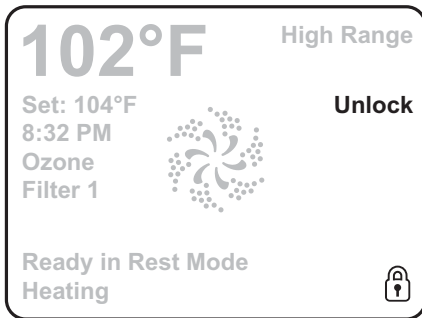 102°F
High Range
Set: 104°F
Unlock
8:32 PM
Ozone
Filter 1
Ready in Rest Mode
Heating